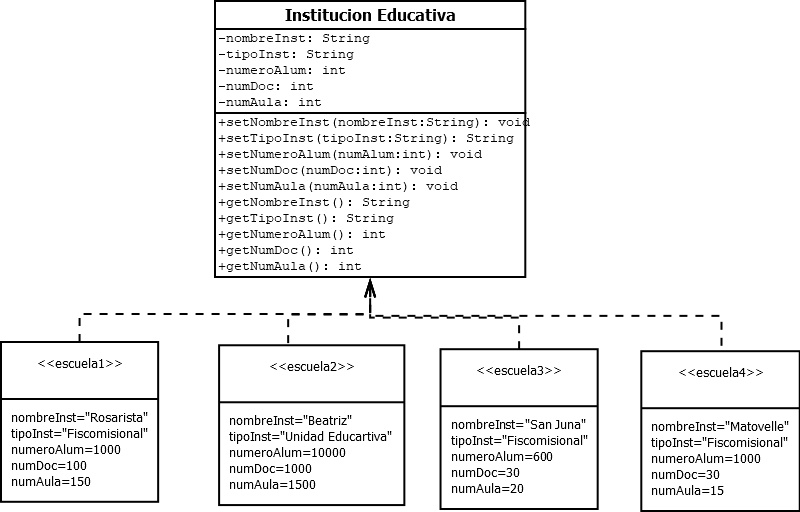 Institucion Educativa
-nombreInst: String
-tipoInst: String
-numeroAlum: int
-numDoc: int
-numAula: int
+setNombreInst(nombreInst:String): void
+setTipoInst(tipoInst:String): String
+setNumeroAlum(numAlum:int): void
+setNumDoc(numDoc:int): void
+setNumAula(numAula:int): void
+getNombreInst(): String
+getTipoInst(): String
+getNumeroAlum(): int
+getNumDoc(): int
+getNumAula(): int
<<escuela1>>
nombreInst="Rosarista"
tipoInst="Fiscomisional"
numeroAlum=1000
numDoc=100
numAula=150
<<escuela2>>
nombreInst="Beatriz"
tipoInst="Unidad Educartiva"
numeroAlum=10000
numDoc=1000
numAula=1500
<<escuela3>>
nombreInst="San Juna"
tipoInst="Fiscomisional"
numeroAlum=600
numDoc=30
numAula=20
<<escuela4>>
nombreInst="Matovelle"
tipoInst="Fiscomisional"
numeroAlum=1000
numDoc=30
numAula=15